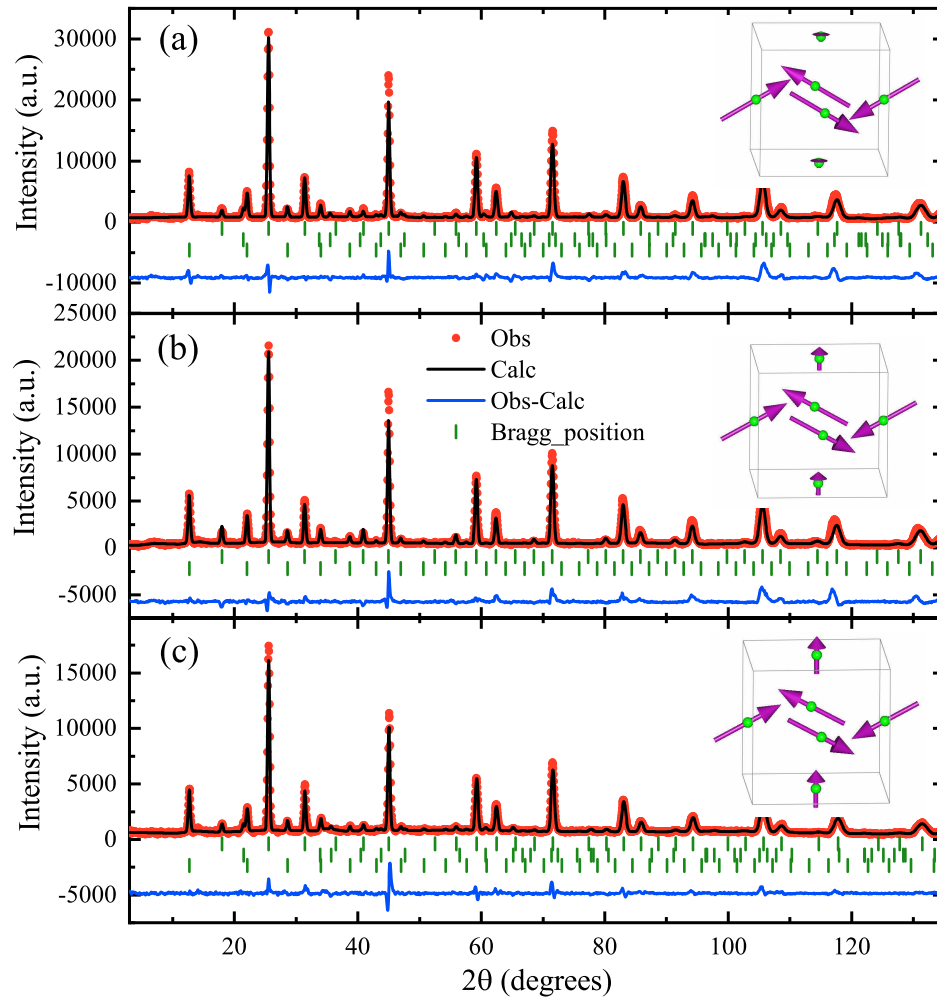 (a)
Intensity (a.u.)
30000
20000
10000
0
-10000
25000
(b)
Obs
Calc
Obs-Calc
Bragg_position
Intensity (a.u.)
20000
15000
10000
5000
0
-5000
(c)
Intensity (a.u.)
15000
10000
5000
0
-5000
20 40 60 80 100 120
2θ (degrees)